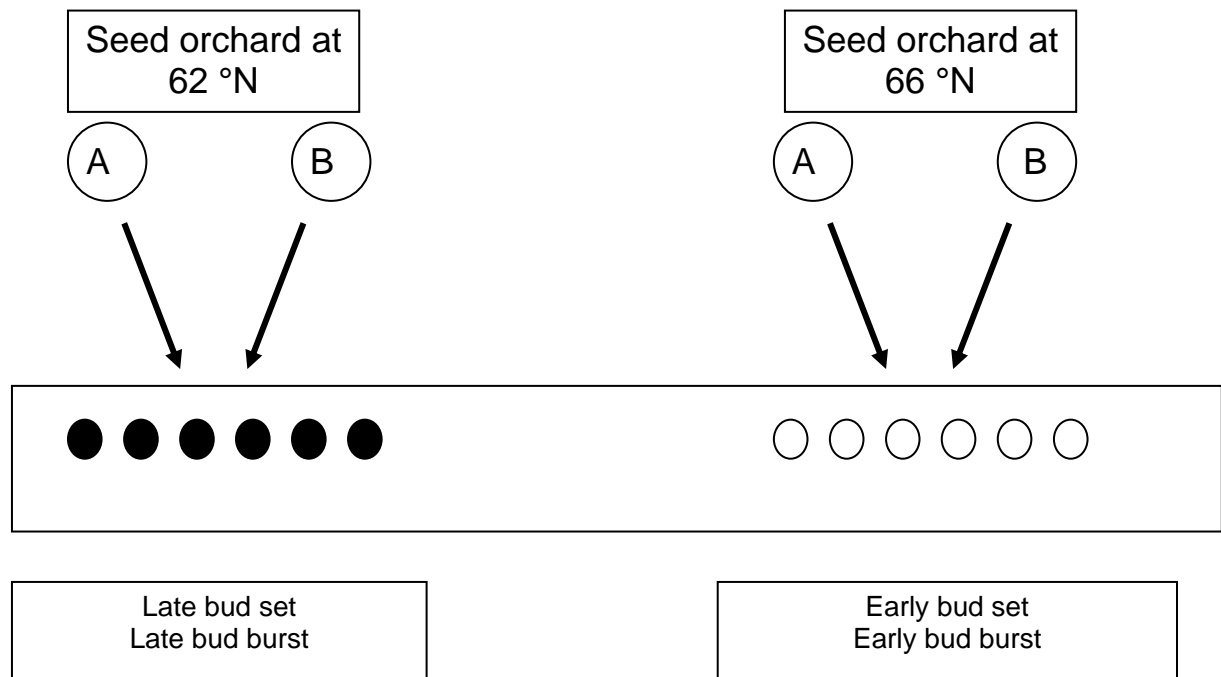 Seed orchard at
62 °N
Seed orchard at
66 °N
A
B
A
B
Late bud set
Late bud burst
Early bud set
Early bud burst